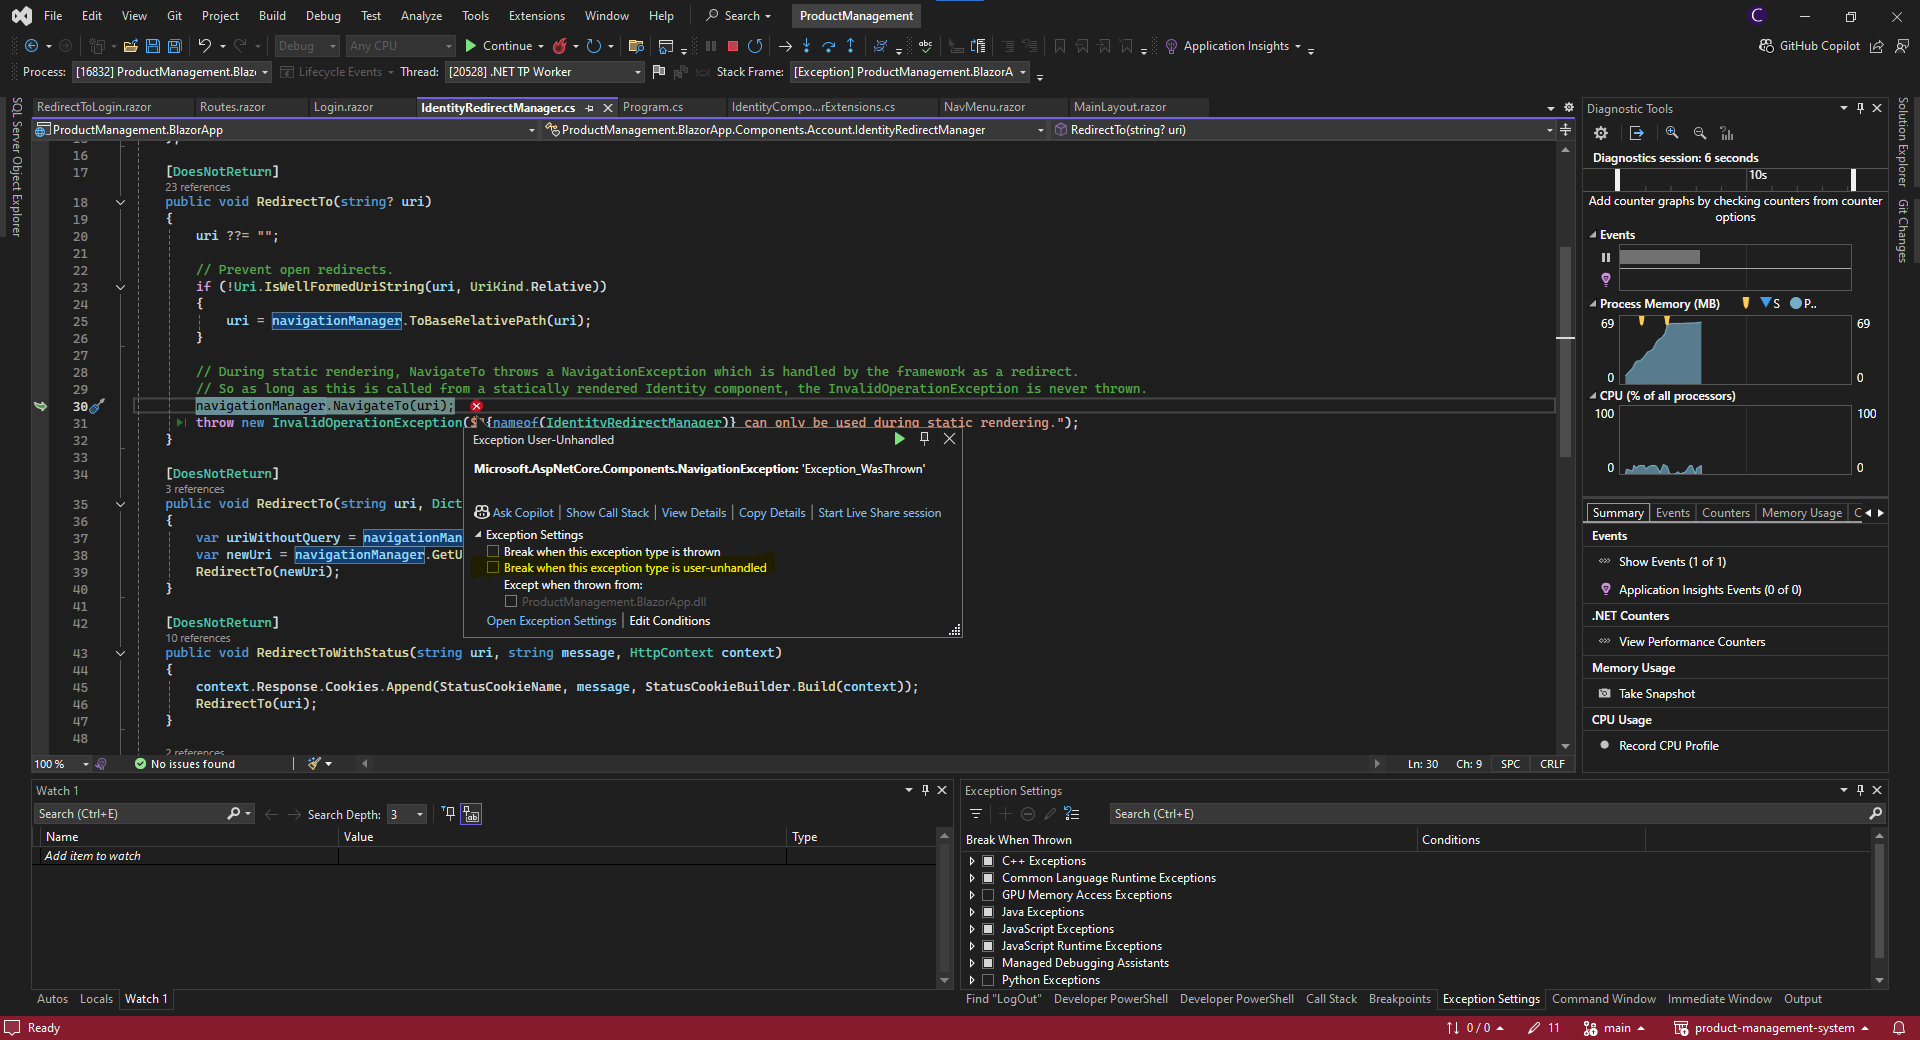 File Edit View Git Project Build Debug Test Analyze Tools Extensions Window Help Search ProductManagement C
Debug Any CPU Continue Application Insights GitHub Copilot
Process: [16832] ProductManagement.Blaz Lifecycle Events Thread: [20528] .NET TP Worker Stack Frame: [Exception] ProductManagement.BlazorA
SQL Server Object Explorer
RedirectToLogin.razor Routes.razor Login.razor IdentityRedirectManager.cs Program.cs IdentityCompo...rExtensions.cs NavMenu.razor MainLayout.razor
ProductManagement.BlazorApp ProductManagement.BlazorApp.Components.Account.IdentityRedirectManager RedirectTo(string? uri)
16
17 [DoesNotReturn]
23 references
18 public void RedirectTo(string? uri)
19 {
20 uri ??= "";
21
22 // Prevent open redirects.
23 if (!Uri.IsWellFormedUriString(uri, UriKind.Relative))
24 {
25 uri = navigationManager.ToBaseRelativePath(uri);
26 }
27
28 // During static rendering, NavigateTo throws a NavigationException which is handled by the framework as a redirect.
29 // So as long as this is called from a statically rendered Identity component, the InvalidOperationException is never thrown.
30 navigationManager.NavigateTo(uri);
31 throw new InvalidOperationException($"{nameof(IdentityRedirectManager)} can only be used during static rendering.");
32 }
33
34 [DoesNotReturn]
3 references
35 public void RedirectTo(string uri, Dict
36 {
37 var uriWithoutQuery = navigationMan
38 var newUri = navigationManager.GetU
39 RedirectTo(newUri);
40 }
41
42 [DoesNotReturn]
10 references
43 public void RedirectToWithStatus(string uri, string message, HttpContext context)
44 {
45 context.Response.Cookies.Append(StatusCookieName, message, StatusCookieBuilder.Build(context));
46 RedirectTo(uri);
47 }
48
2 references
Exception User-Unhandled
Microsoft.AspNetCore.Components.NavigationException: 'Exception_WasThrown'
Ask Copilot Show Call Stack View Details Copy Details Start Live Share session
Exception Settings
Break when this exception type is thrown
Break when this exception type is user-unhandled
Except when thrown from:
ProductManagement.BlazorApp.dll
Open Exception Settings Edit Conditions
100 % No issues found Ln: 30 Ch: 9 SPC CRLF
Diagnostic Tools
Diagnostics session: 6 seconds
10s
Add counter graphs by checking counters from counter
options
Events
Process Memory (MB) S P..
69 69
0 0
CPU (% of all processors)
100 100
0 0
Summary Events Counters Memory Usage C
Events
Show Events (1 of 1)
Application Insights Events (0 of 0)
.NET Counters
View Performance Counters
Memory Usage
Take Snapshot
CPU Usage
Record CPU Profile
Solution Explorer
Git Changes
Watch 1
Search (Ctrl+E) Search Depth: 3
Name Value Type
Add item to watch
Autos Locals Watch 1
Exception Settings
Search (Ctrl+E)
Break When Thrown Conditions
C++ Exceptions
Common Language Runtime Exceptions
GPU Memory Access Exceptions
Java Exceptions
JavaScript Exceptions
JavaScript Runtime Exceptions
Managed Debugging Assistants
Python Exceptions
Find "LogOut" Developer PowerShell Developer PowerShell Call Stack Breakpoints Exception Settings Command Window Immediate Window Output
Ready 0 / 0 11 main product-management-system